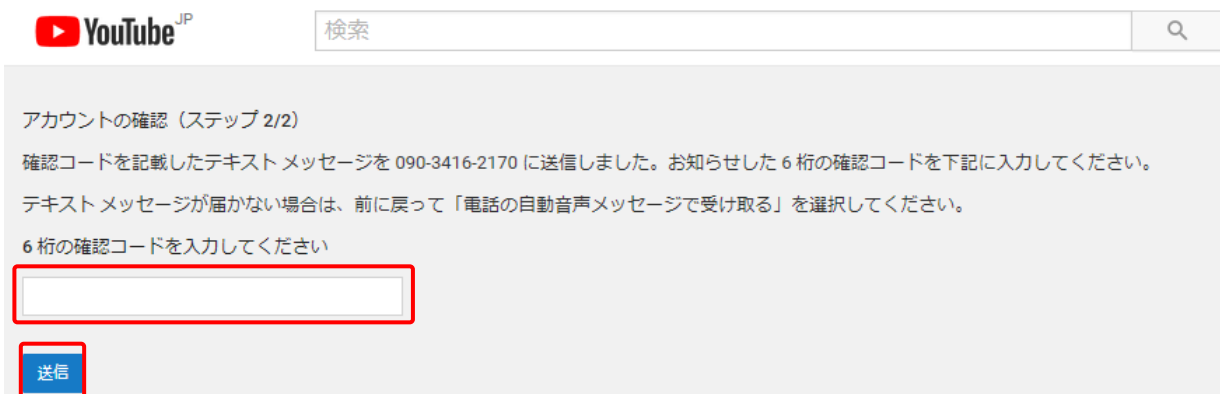 YouTube JP
検索
アカウントの確認（ステップ 2/2）
確認コードを記載したテキスト メッセージを 090-3416-2170 に送信しました。お知らせした 6 桁の確認コードを下記に入力してください。
テキスト メッセージが届かない場合は、前に戻って「電話の自動音声メッセージで受け取る」を選択してください。
6 桁の確認コードを入力してください
送信